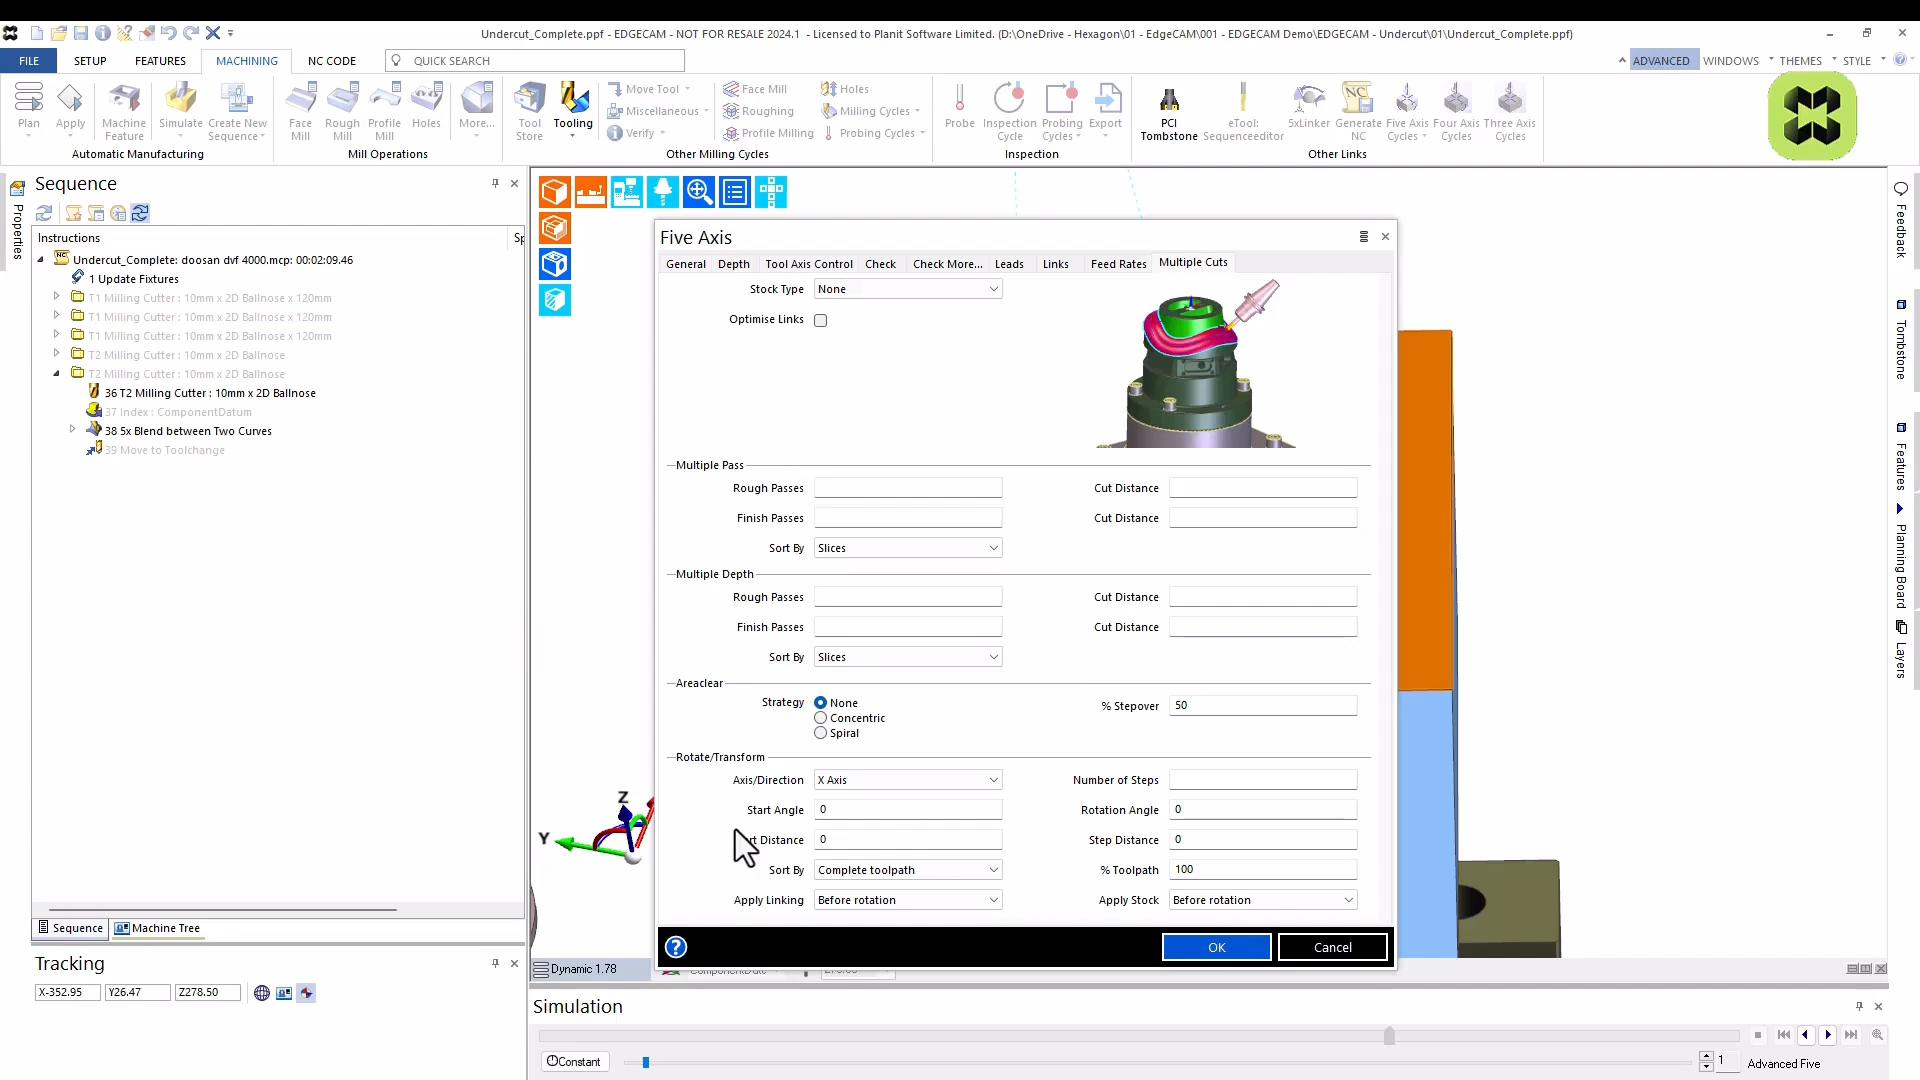 Undercut_Complete.ppf - EDGECAM - NOT FOR RESALE 2024.1 - Licensed to Planit Software Limited. (D:\OneDrive - Hexagon\01 - EdgeCAM\001 - EDGECAM Demo\EDGECAM - Undercut\01\Undercut_Complete.ppf)
FILE SETUP FEATURES MACHINING NC CODE QUICK SEARCH ADVANCED WINDOWS THEMES STYLE
Move Tool Face Mill Holes
Miscellaneous Roughing Milling Cycles
Verify Profile Milling Probing Cycles
Plan Apply Machine Feature Simulate Create New Sequence Face Mill Rough Mill Profile Mill Holes More... Tool Store Tooling
Probe Inspection Cycle Probing Cycles Export PCI Tombstone eTool: Sequenceeditor 5xLinker Generate NC Five Axis Cycles Four Axis Cycles Three Axis Cycles
Automatic Manufacturing Mill Operations Other Milling Cycles Inspection Other Links
Properties
Sequence
Instructions Sp
Undercut_Complete: doosan dvf 4000.mcp: 00:02:09.46
1 Update Fixtures
T1 Milling Cutter : 10mm x 2D Ballnose x 120mm
T1 Milling Cutter : 10mm x 2D Ballnose x 120mm
T1 Milling Cutter : 10mm x 2D Ballnose x 120mm
T2 Milling Cutter : 10mm x 2D Ballnose
T2 Milling Cutter : 10mm x 2D Ballnose
36 T2 Milling Cutter : 10mm x 2D Ballnose
37 Index : ComponentDatum
38 5x Blend between Two Curves
39 Move to Toolchange
Sequence Machine Tree
Tracking
X-352.95 Y26.47 Z278.50
Five Axis
General Depth Tool Axis Control Check Check More... Leads Links Feed Rates Multiple Cuts
Stock Type None
Optimise Links
Multiple Pass
Rough Passes Cut Distance
Finish Passes Cut Distance
Sort By Slices
Multiple Depth
Rough Passes Cut Distance
Finish Passes Cut Distance
Sort By Slices
Areaclear
Strategy None % Stepover 50
Concentric
Spiral
Rotate/Transform
Axis/Direction X Axis Number of Steps
Start Angle 0 Rotation Angle 0
rt Distance 0 Step Distance 0
Sort By Complete toolpath % Toolpath 100
Apply Linking Before rotation Apply Stock Before rotation
? OK Cancel
Z
Y
Dynamic 1.78
Simulation
Constant 1 Advanced Five
Feedback
Tombstone
Features
Planning Board
Layers